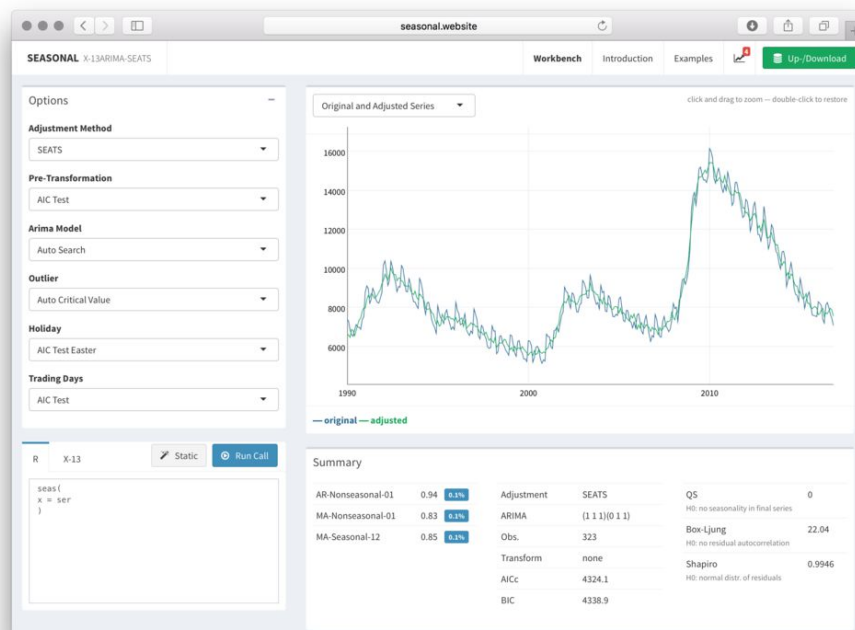 seasonal.website
SEASONAL X-13ARIMA-SEATS
Workbench Introduction Examples 4 Up-/Download
Options
Adjustment Method
SEATS
Pre-Transformation
AIC Test
Arima Model
Auto Search
Outlier
Auto Critical Value
Holiday
AIC Test Easter
Trading Days
AIC Test
R X-13 Static Run Call
seas(
x = ser
)
Original and Adjusted Series
click and drag to zoom — double-click to restore
16000
14000
12000
10000
8000
6000
1990 2000 2010
original adjusted
Summary
AR-Nonseasonal-01 0.94 0.1%
MA-Nonseasonal-01 0.83 0.1%
MA-Seasonal-12 0.85 0.1%
Adjustment SEATS
ARIMA (1 1 1)(0 1 1)
Obs. 323
Transform none
AICc 4324.1
BIC 4338.9
QS 0
H0: no seasonality in final series
Box-Ljung 22.04
H0: no residual autocorrelation
Shapiro 0.9946
H0: normal distr. of residuals